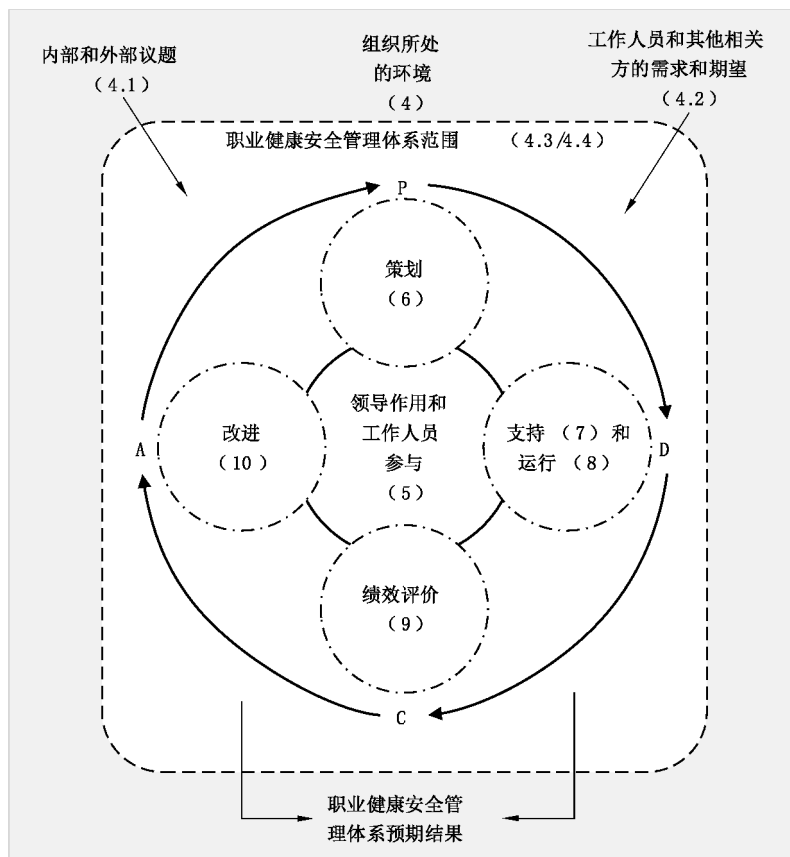 内部和外部议题
（4.1）
组织所处
的环境
（4）
工作人员和其他相关
方的需求和期望
（4.2）
职业健康安全管理体系范围 （4.3/4.4）
P
策划
（6）
改进
（10）
A
领导作用和
工作人员
参与
（5）
支持（7）和
运行（8）
D
绩效评价
（9）
C
职业健康安全管
理体系预期结果